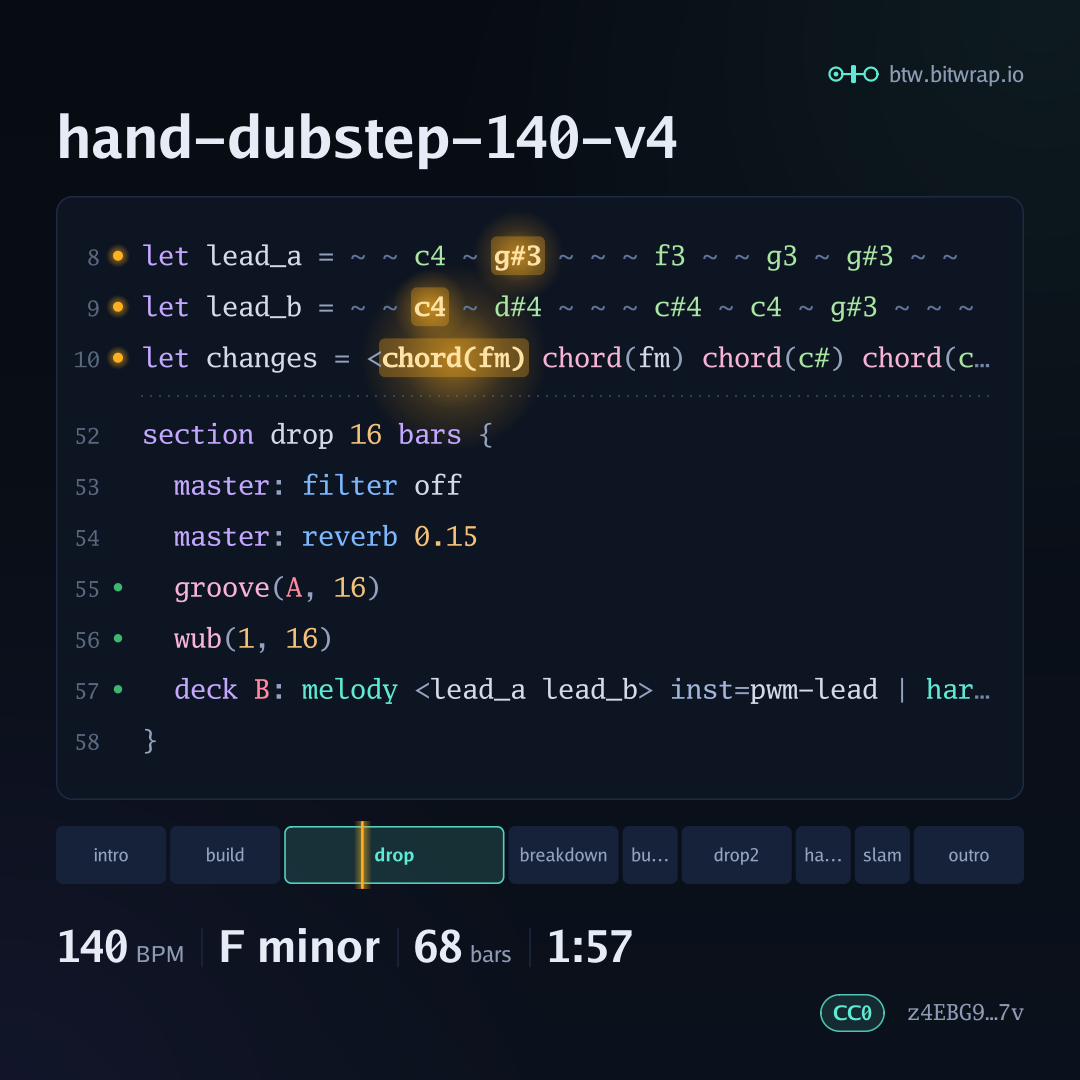 btw.bitwrap.io
hand-dubstep-140-v4
8 let lead_a = ~ ~ c4 ~ g#3 ~ ~ ~ f3 ~ ~ g3 ~ g#3 ~ ~
9 let lead_b = ~ ~ c4 ~ d#4 ~ ~ ~ c#4 ~ c4 ~ g#3 ~ ~ ~
10 let changes = <chord(fm) chord(fm) chord(c#) chord(c…
52 section drop 16 bars {
53 master: filter off
54 master: reverb 0.15
55 groove(A, 16)
56 wub(1, 16)
57 deck B: melody <lead_a lead_b> inst=pwm-lead | har…
58 }
intro build drop breakdown bu… drop2 ha… slam outro
140 BPM F minor 68 bars 1:57
CC0 z4EBG9…7v